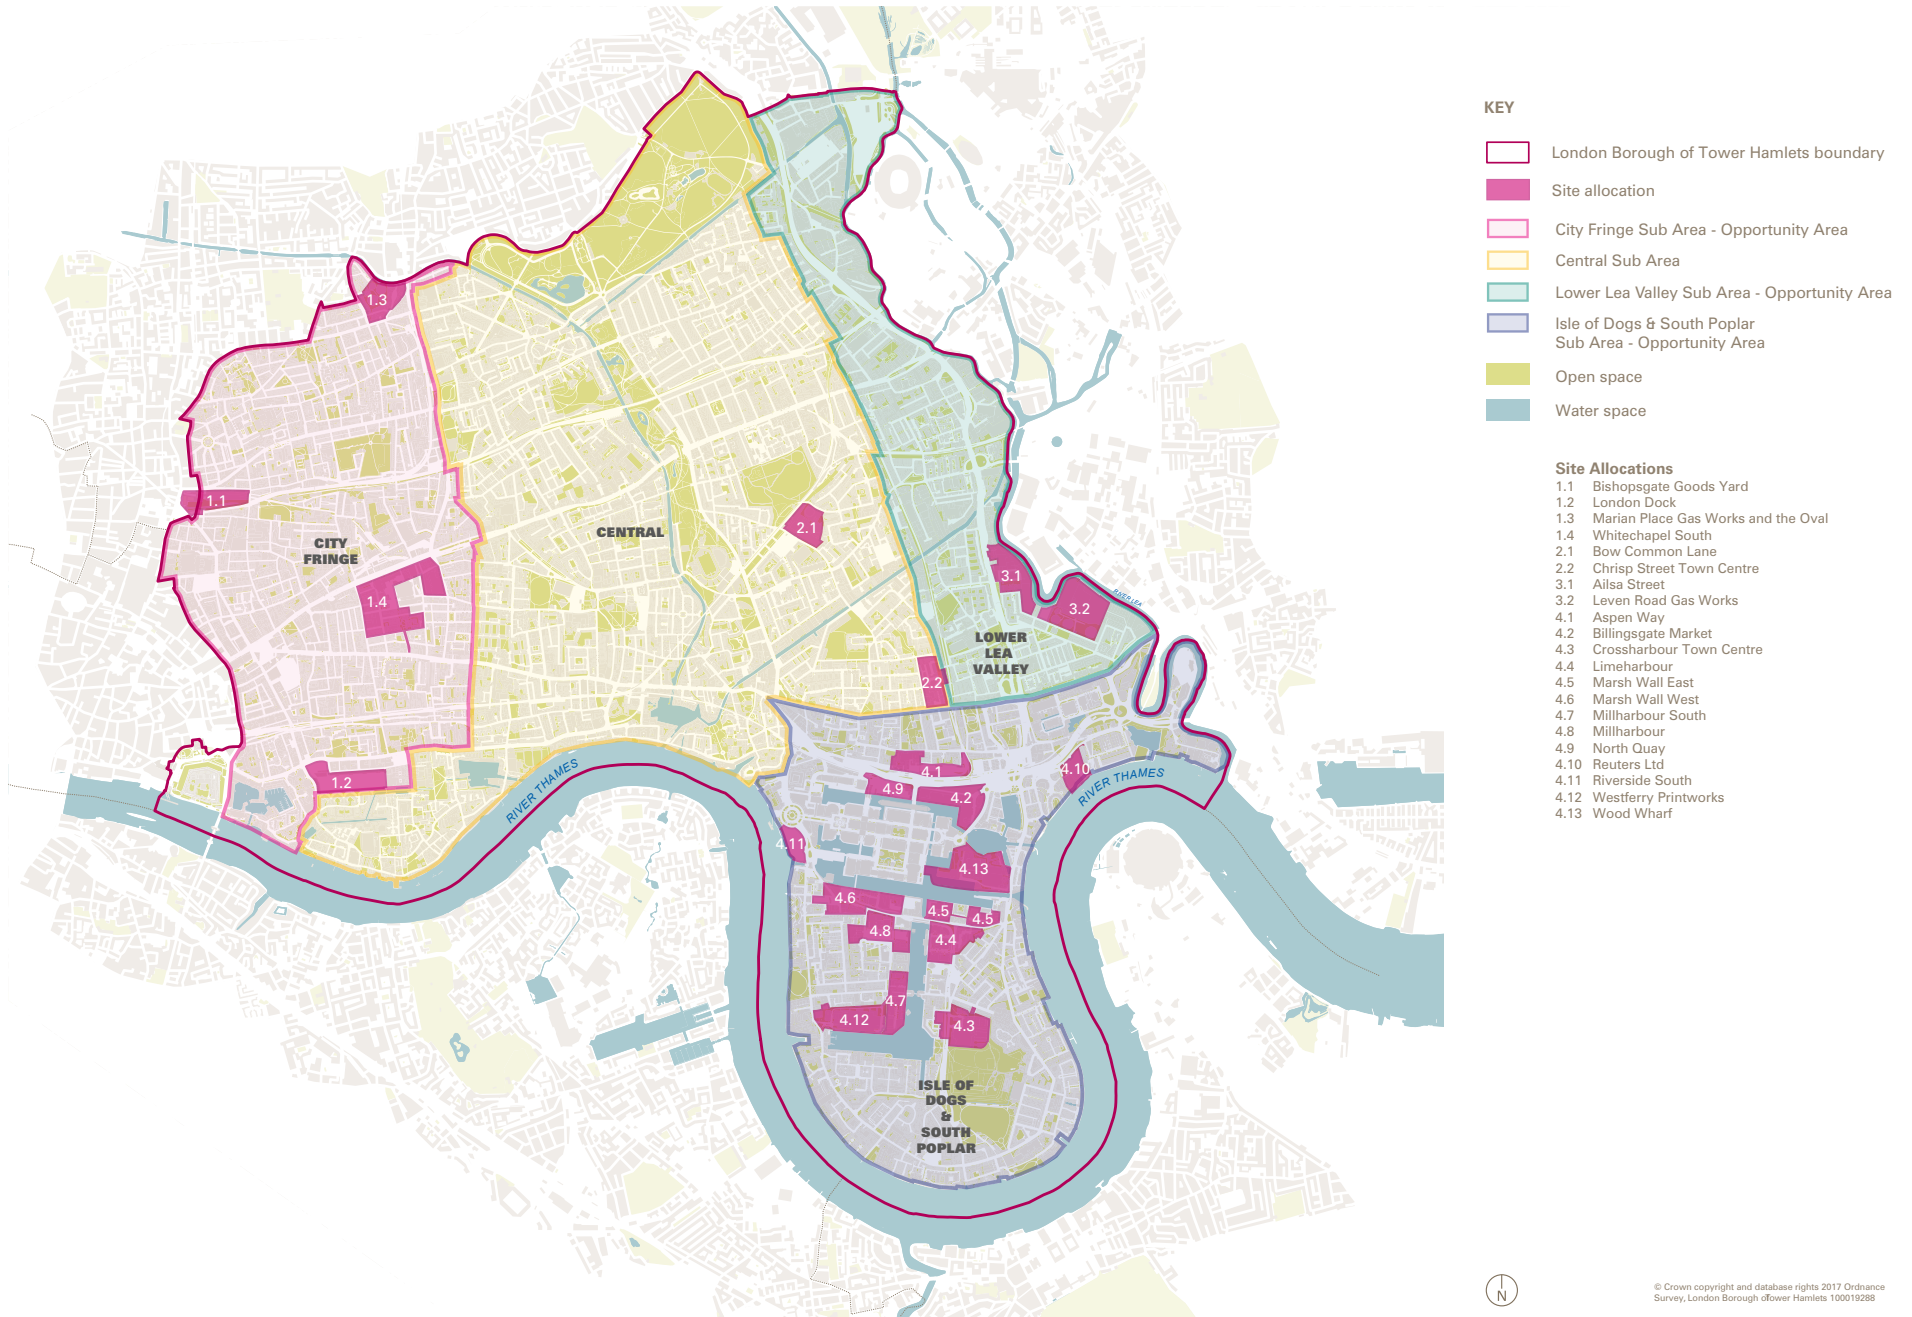 KEY
London Borough of Tower Hamlets boundary
Site allocation
City Fringe Sub Area - Opportunity Area
Central Sub Area
Lower Lea Valley Sub Area - Opportunity Area
Isle of Dogs & South Poplar
Sub Area - Opportunity Area
Open space
Water space
Site Allocations
1.1 Bishopsgate Goods Yard
1.2 London Dock
1.3 Marian Place Gas Works and the Oval
1.4 Whitechapel South
2.1 Bow Common Lane
2.2 Chrisp Street Town Centre
3.1 Ailsa Street
3.2 Leven Road Gas Works
4.1 Aspen Way
4.2 Billingsgate Market
4.3 Crossharbour Town Centre
4.4 Limeharbour
4.5 Marsh Wall East
4.6 Marsh Wall West
4.7 Millharbour South
4.8 Millharbour
4.9 North Quay
4.10 Reuters Ltd
4.11 Riverside South
4.12 Westferry Printworks
4.13 Wood Wharf
1.3
1.1
CITY
FRINGE
1.4
1.2
CENTRAL
2.1
2.2
3.1
3.2
RIVER LEA
LOWER
LEA
VALLEY
RIVER THAMES
RIVER THAMES
4.1
4.10
4.9
4.2
4.11
4.13
4.6
4.5
4.5
4.8
4.4
4.7
4.12
4.3
ISLE OF
DOGS
&
SOUTH
POPLAR
N
© Crown copyright and database rights 2017 Ordnance
Survey, London Borough of Tower Hamlets 100019288